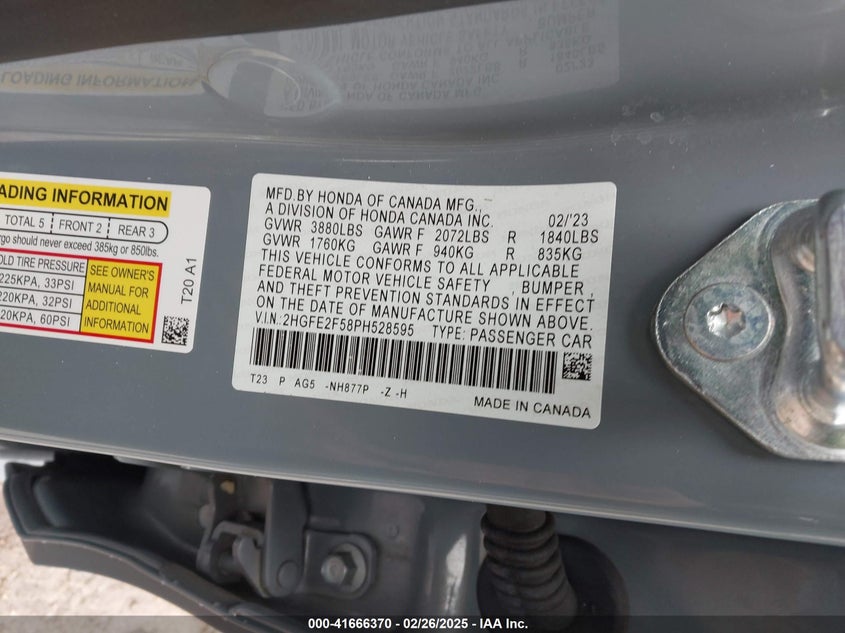 ADING INFORMATION
TOTAL 5 FRONT 2 REAR 3
rgo should never exceed 385kg or 850lbs.
OLD TIRE PRESSURE
225KPA, 33PSI
220KPA, 32PSI
20KPA, 60PSI
SEE OWNER'S
MANUAL FOR
ADDITIONAL
INFORMATION
T20 A1
MFD.BY HONDA OF CANADA MFG.,
A DIVISION OF HONDA CANADA INC. 02/'23
GVWR 3880LBS GAWR F 2072LBS R 1840LBS
GVWR 1760KG GAWR F 940KG R 835KG
THIS VEHICLE CONFORMS TO ALL APPLICABLE
FEDERAL MOTOR VEHICLE SAFETY , BUMPER ,
AND THEFT PREVENTION STANDARDS IN EFFECT
ON THE DATE OF MANUFACTURE SHOWN ABOVE.
V.I.N.:2HGFE2F58PH528595 TYPE: PASSENGER CAR
T23 P AG5 -NH877P -Z -H
MADE IN CANADA
000-41666370 - 02/26/2025 - IAA Inc.